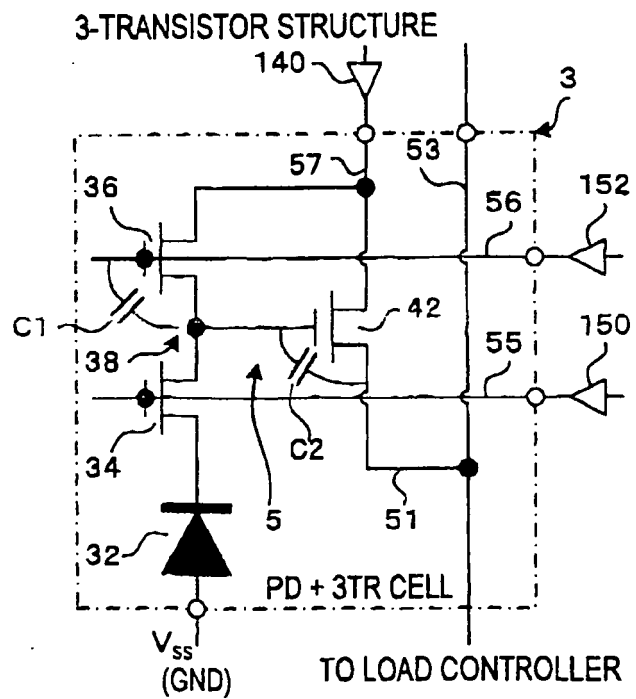 3-TRANSISTOR STRUCTURE
140
3
57
53
36
56
152
C1
42
38
55
150
34
C2
32
5
51
PD + 3TR CELL
VSS
(GND)
TO LOAD CONTROLLER